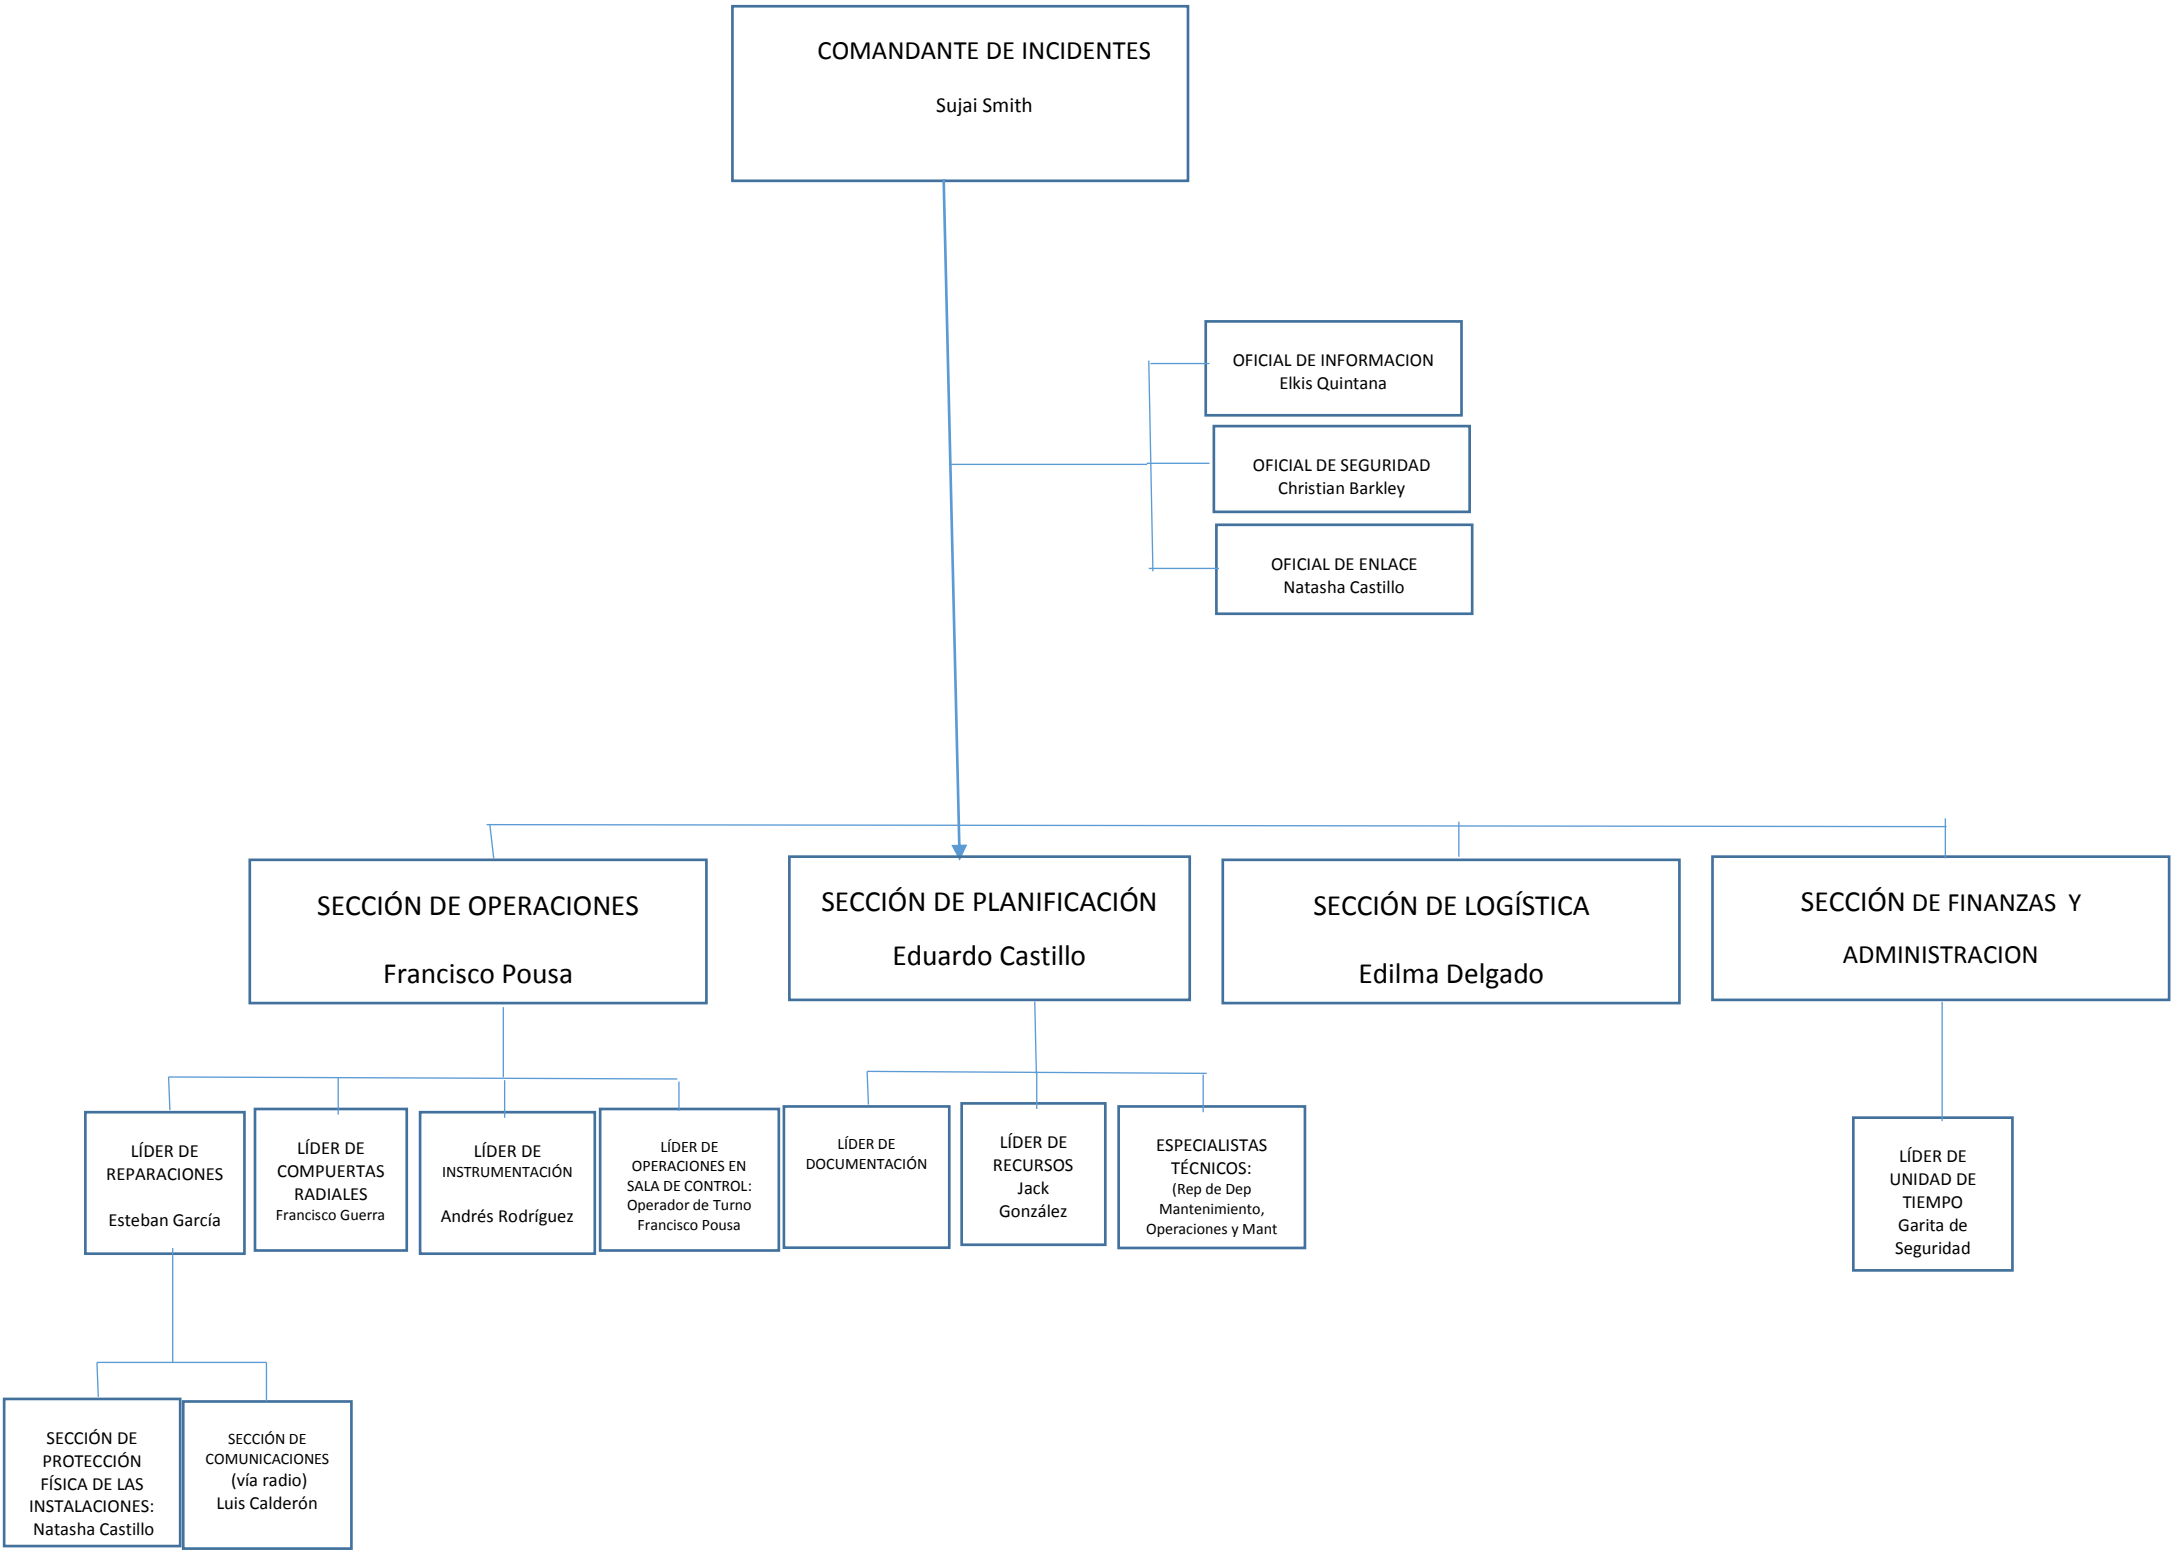 COMANDANTE DE INCIDENTES
Sujai Smith
OFICIAL DE INFORMACION
Elkis Quintana
OFICIAL DE SEGURIDAD
Christian Barkley
OFICIAL DE ENLACE
Natasha Castillo
SECCIÓN DE OPERACIONES
Francisco Pousa
SECCIÓN DE PLANIFICACIÓN
Eduardo Castillo
SECCIÓN DE LOGÍSTICA
Edilma Delgado
SECCIÓN DE FINANZAS Y
ADMINISTRACION
LÍDER DE
REPARACIONES
Esteban García
LÍDER DE
COMPUERTAS
RADIALES
Francisco Guerra
LÍDER DE
INSTRUMENTACIÓN
Andrés Rodríguez
LÍDER DE
OPERACIONES EN
SALA DE CONTROL:
Operador de Turno
Francisco Pousa
LÍDER DE
DOCUMENTACIÓN
LÍDER DE
RECURSOS
Jack
González
ESPECIALISTAS
TÉCNICOS:
(Rep de Dep
Mantenimiento,
Operaciones y Mant
LÍDER DE
UNIDAD DE
TIEMPO
Garita de
Seguridad
SECCIÓN DE
PROTECCIÓN
FÍSICA DE LAS
INSTALACIONES:
Natasha Castillo
SECCIÓN DE
COMUNICACIONES
(vía radio)
Luis Calderón